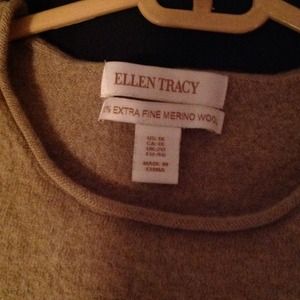 ELLEN TRACY
% EXTRA FINE MERINO WOOL
MADE IN
CHINA